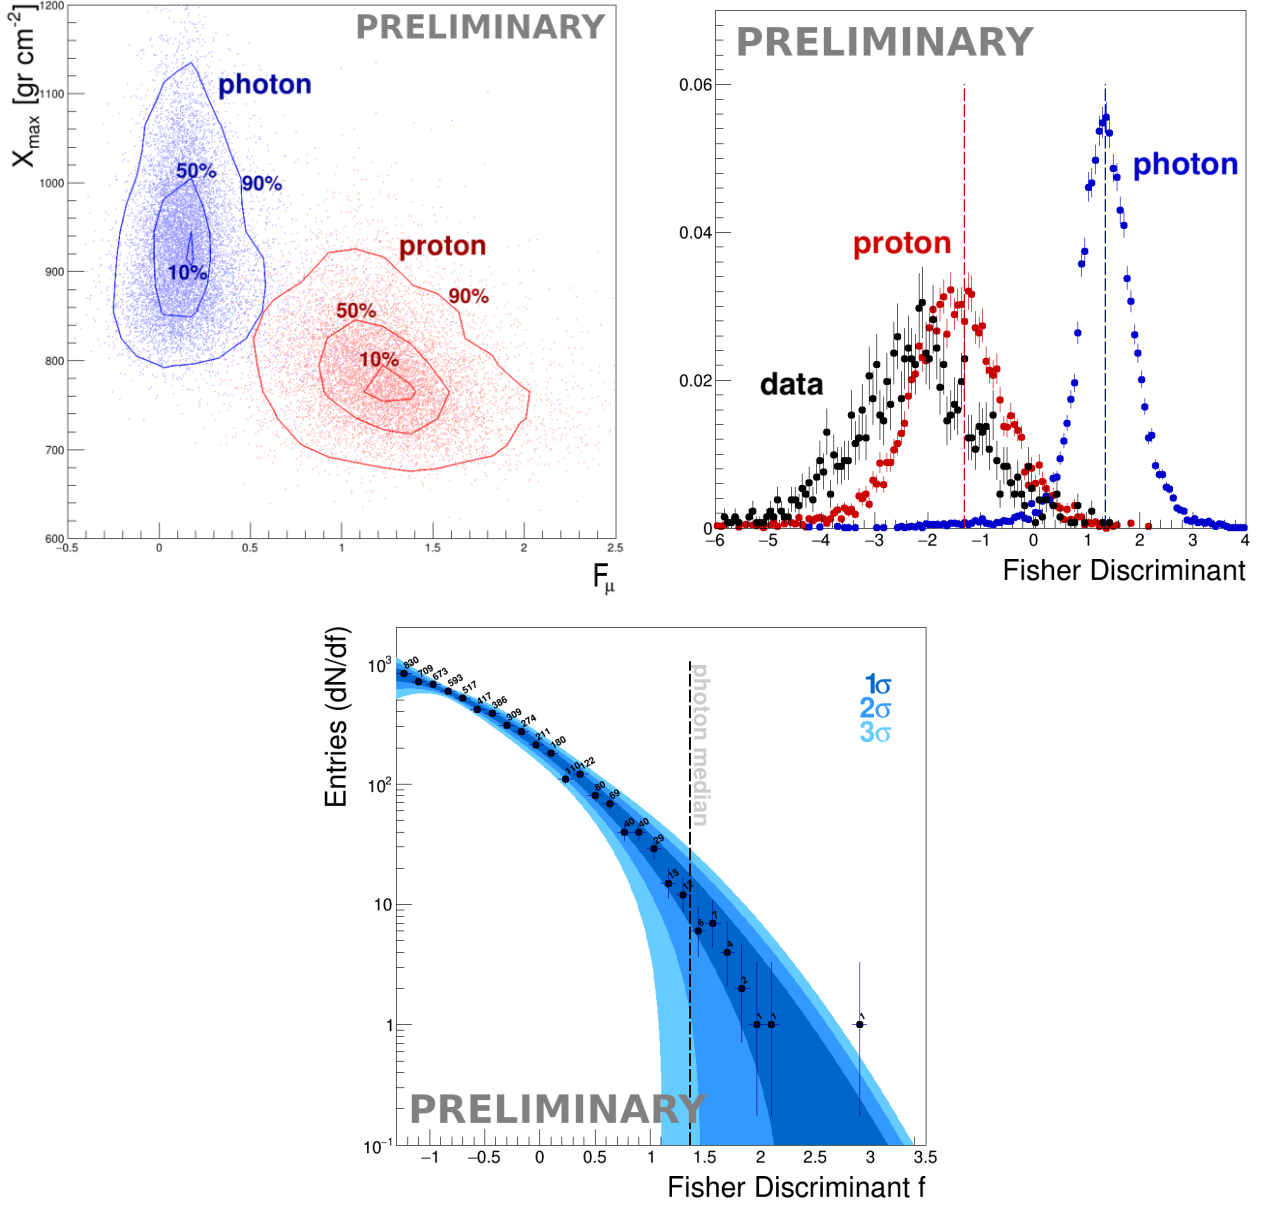 PRELIMINARY
X_max [gr cm^-2]
1200
1100
1000
900
800
700
600
photon
50%
90%
10%
proton
90%
50%
10%
−0.5 0 0.5 1 1.5 2 2.5
F_μ
PRELIMINARY
0.06
0.04
0.02
0
photon
proton
data
−6 −5 −4 −3 −2 −1 0 1 2 3 4
Fisher Discriminant
Entries (dN/df)
10^3
10^2
10
1
10^−1
830
709
673
593
517
417
386
309
274
211
180
110
122
80
69
40
40
29
15
12
6
7
4
2
1
1
1
photon median
1σ
2σ
3σ
PRELIMINARY
−1 −0.5 0 0.5 1 1.5 2 2.5 3 3.5
Fisher Discriminant f